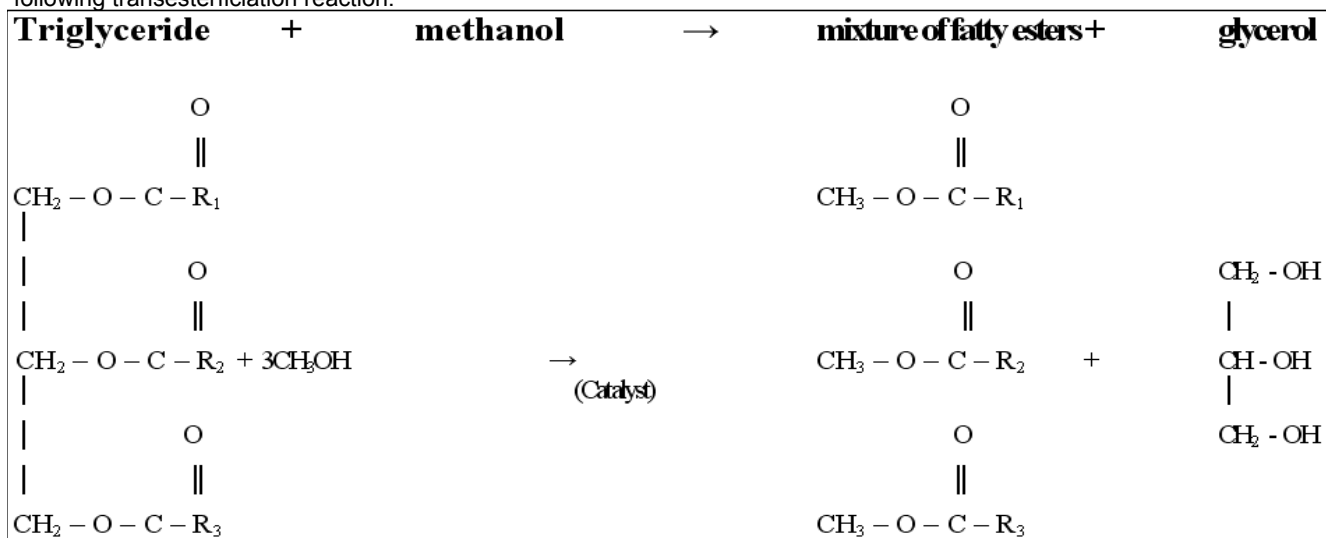 following transesterification reaction:
Triglyceride + methanol → mixture of fatty esters + glycerol
O O
‖ ‖
CH₂ – O – C – R₁ CH₃ – O – C – R₁
|
| O O CH₂ - OH
| ‖ ‖ |
CH₂ – O – C – R₂ + 3CH₃OH → CH₃ – O – C – R₂ + CH - OH
| (Catalyst) |
| O O CH₂ - OH
| ‖ ‖
CH₂ – O – C – R₃ CH₃ – O – C – R₃